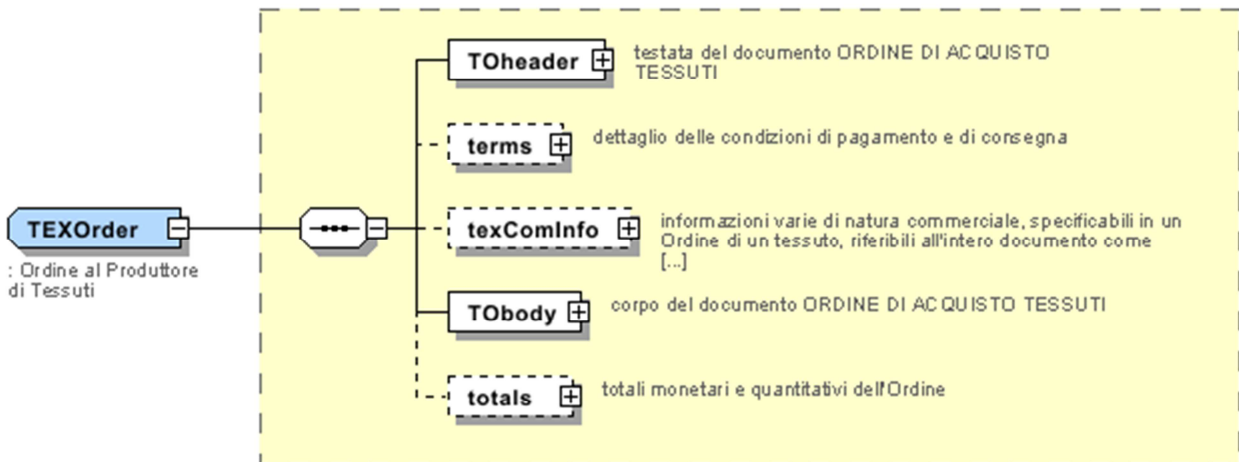 TOheader
testata del documento ORDINE DI ACQUISTO
TESSUTI
terms
dettaglio delle condizioni di pagamento e di consegna
TEXOrder
: Ordine al Produttore
di Tessuti
texComInfo
informazioni varie di natura commerciale, specificabili in un
Ordine di un tessuto, riferibili all'intero documento come
[...]
TObody
corpo del documento ORDINE DI ACQUISTO TESSUTI
totals
totali monetari e quantitativi dell'Ordine